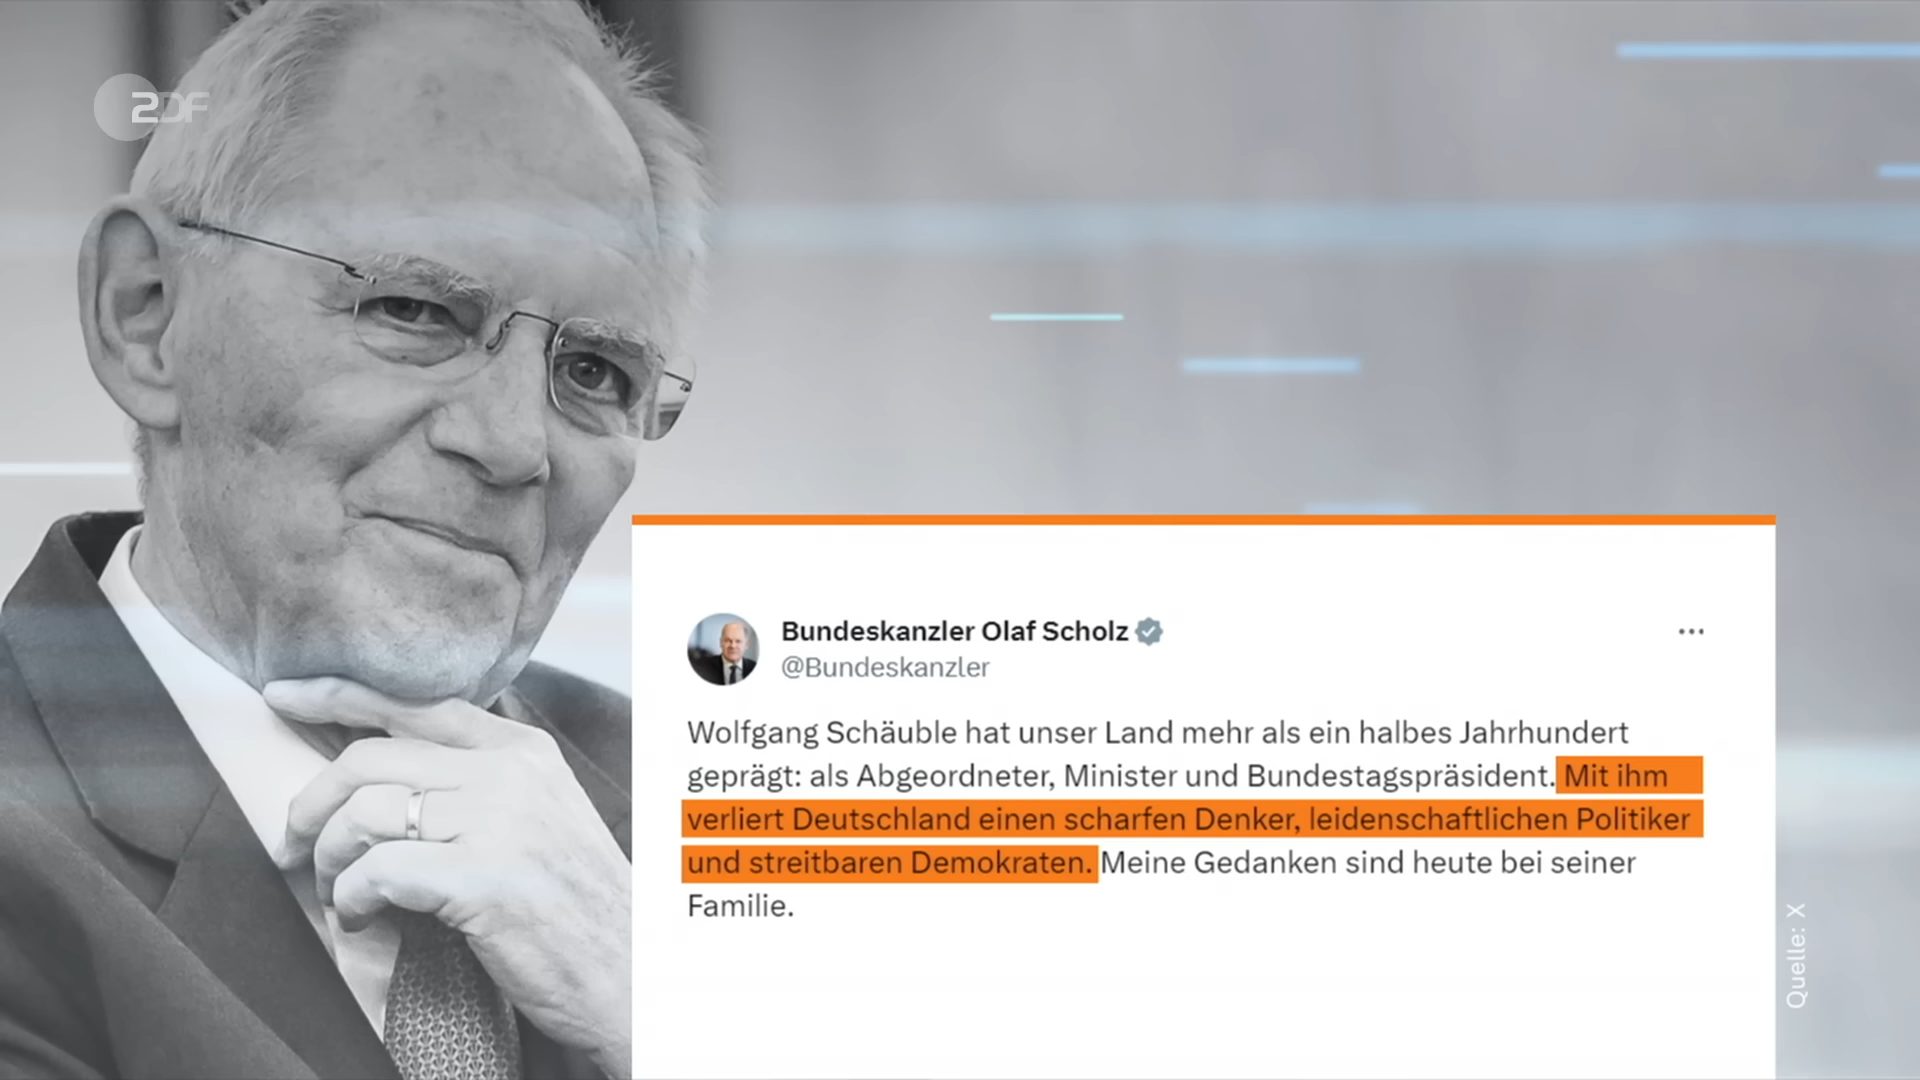 ZDF
Bundeskanzler Olaf Scholz
@Bundeskanzler
Wolfgang Schäuble hat unser Land mehr als ein halbes Jahrhundert
geprägt: als Abgeordneter, Minister und Bundestagspräsident. Mit ihm
verliert Deutschland einen scharfen Denker, leidenschaftlichen Politiker
und streitbaren Demokraten. Meine Gedanken sind heute bei seiner
Familie.
Quelle: X